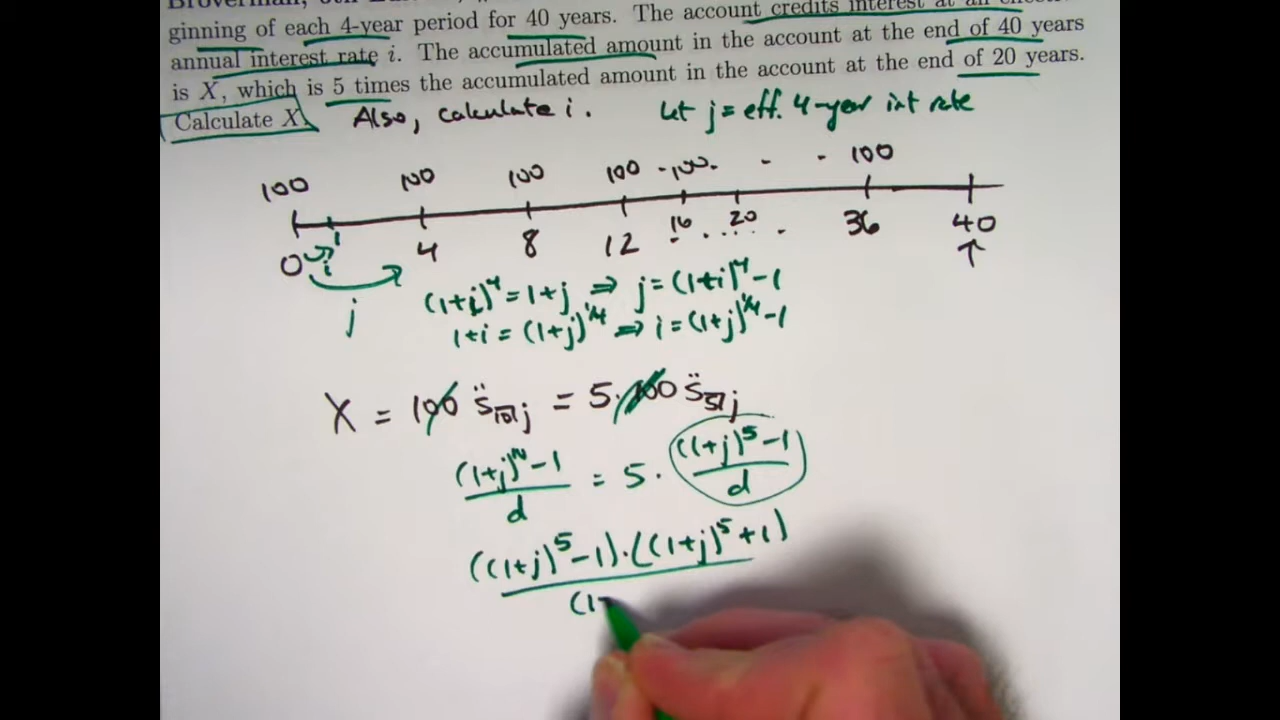 ginning of each 4-year period for 40 years. The account credits interest at an
annual interest rate i. The accumulated amount in the account at the end of 40 years
is X, which is 5 times the accumulated amount in the account at the end of 20 years.
Calculate X. Also, calculate i. Let j = eff. 4-year int rate
100 100 100 100 .100. . . 100
0 1 4 8 12 16 20 36 40
i
j (1+i)^4 = 1+j ⇒ j = (1+i)^4 - 1
1+i = (1+j)^1/4 ⇒ i = (1+j)^1/4 - 1
X = 100 s̈10|j = 5·100 s̈5|j
(1+j)^10 - 1 / d = 5 · ((1+j)^5 - 1) / d
((1+j)^5 - 1)·((1+j)^5 + 1)
(1